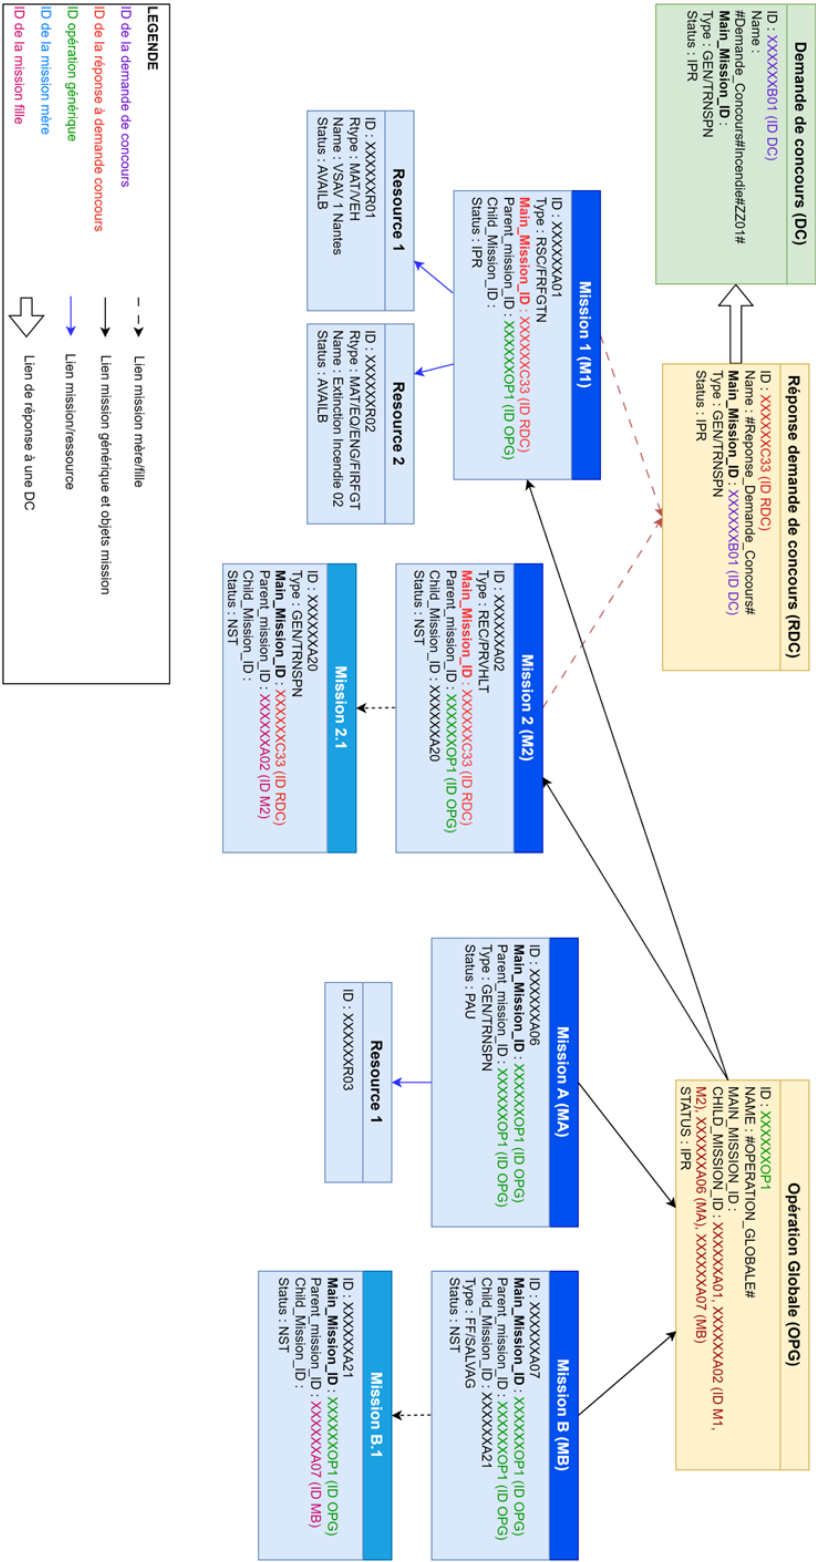 Demande de concours (DC)
ID : XXXXXXB01 (ID DC)
Name :
#Demande_Concours#Incendie#ZZ01#
Main_Mission_ID :
Type : GEN/TRNSPN
Status : IPR
Réponse demande de concours (RDC)
ID : XXXXXXC33 (ID RDC)
Name : #Reponse_Demande_Concours#
Main_Mission_ID : XXXXXXB01 (ID DC)
Type : GEN/TRNSPN
Status : IPR
Opération Globale (OPG)
ID : XXXXXXOP1
NAME : #OPERATION_GLOBALE#
MAIN_MISSION_ID :
CHILD_MISSION_ID : XXXXXXA01, XXXXXXA02 (ID M1,
M2), XXXXXXA06 (MA), XXXXXXA07 (MB)
STATUS : IPR
Mission 1 (M1)
ID : XXXXXXA01
Type : RSC/FRFGTN
Main_Mission_ID : XXXXXXC33 (ID RDC)
Parent_mission_ID : XXXXXXOP1 (ID OPG)
Child_Mission_ID :
Status : IPR
Mission 2 (M2)
ID : XXXXXXA02
Type : REC/PRVHLT
Main_Mission_ID : XXXXXXC33 (ID RDC)
Parent_mission_ID : XXXXXXOP1 (ID OPG)
Child_Mission_ID : XXXXXXA20
Status : NST
Mission A (MA)
ID : XXXXXXA06
Main_Mission_ID : XXXXXXOP1 (ID OPG)
Parent_mission_ID : XXXXXXOP1 (ID OPG)
Type : GEN/TRNSPN
Status : PAU
Mission B (MB)
ID : XXXXXXA07
Main_Mission_ID : XXXXXXOP1 (ID OPG)
Parent_mission_ID : XXXXXXOP1 (ID OPG)
Child_Mission_ID : XXXXXXA21
Type : FF/SALVAG
Status : NST
Resource 1
ID : XXXXXXR01
Rtype : MAT/VEH
Name : VSAV 1 Nantes
Status : AVAILB
Resource 2
ID : XXXXXXR02
Rtype : MAT/EQ/ENG/FIRFGT
Name : Extinction Incendie 02
Status : AVAILB
Mission 2.1
ID : XXXXXXA20
Type : GEN/TRNSPN
Main_Mission_ID : XXXXXXC33 (ID RDC)
Parent_mission_ID : XXXXXXA02 (ID M2)
Child_Mission_ID :
Status : NST
Resource 1
ID : XXXXXXR03
Mission B.1
ID : XXXXXXA21
Main_Mission_ID : XXXXXXOP1 (ID OPG)
Parent_mission_ID : XXXXXXA07 (ID MB)
Child_Mission_ID :
Status : NST
LEGENDE
ID de la demande de concours
ID de la réponse à demande concours
ID opération générique
ID de la mission mère
ID de la mission fille
Lien mission mère/fille
Lien mission générique et objets mission
Lien mission/ressource
Lien de réponse à une DC